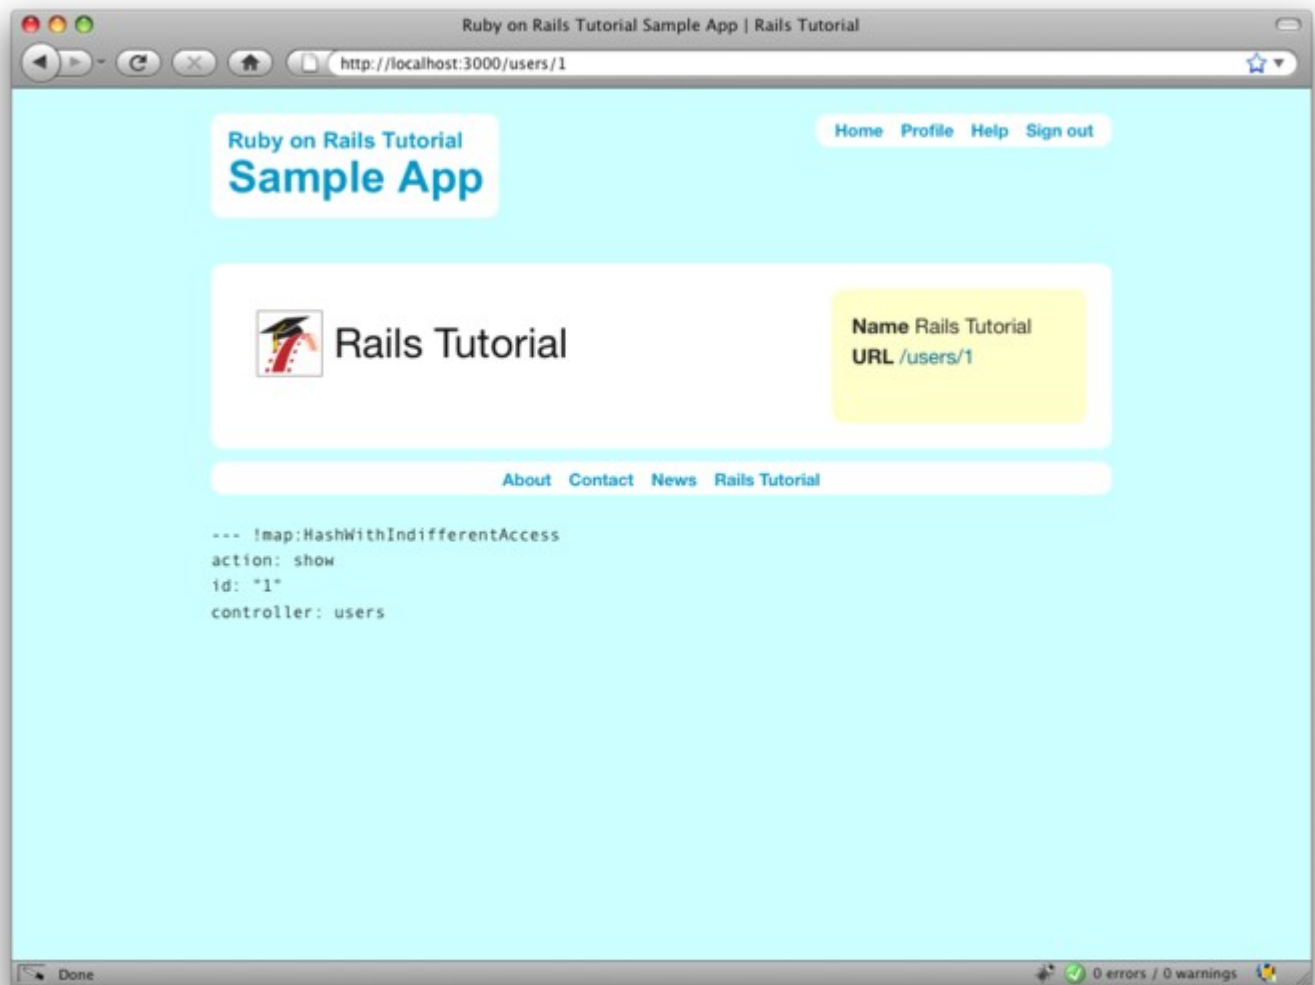 Ruby on Rails Tutorial Sample App | Rails Tutorial
http://localhost:3000/users/1
Ruby on Rails Tutorial
Sample App
Home Profile Help Sign out
Rails Tutorial
Name Rails Tutorial
URL /users/1
About Contact News Rails Tutorial
--- !map:HashWithIndifferentAccess
action: show
id: "1"
controller: users
Done
0 errors / 0 warnings